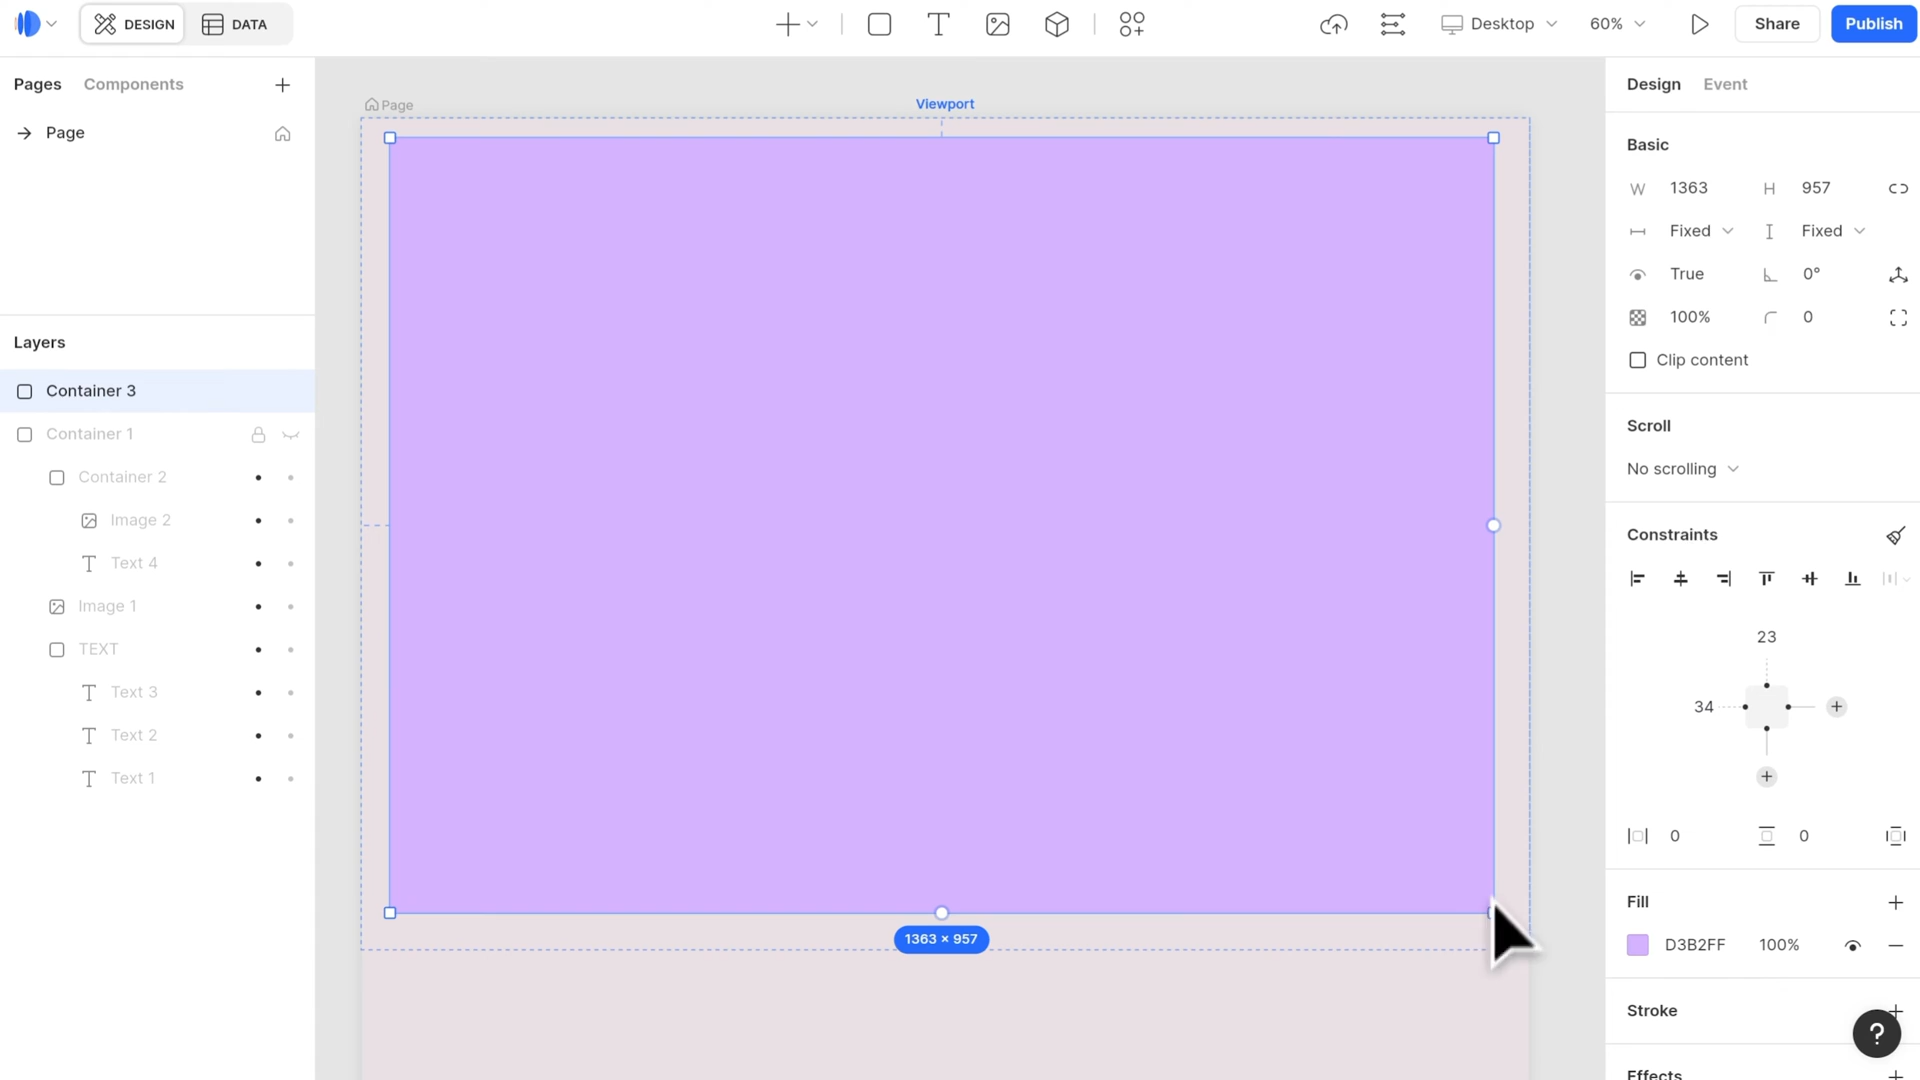 DESIGN
DATA
Desktop
60%
Share
Publish
Pages
Components
Page
Layers
Container 3
Container 1
Container 2
Image 2
Text 4
Image 1
TEXT
Text 3
Text 2
Text 1
Page
Viewport
1363 × 957
Design
Event
Basic
W 1363 H 957
Fixed Fixed
True 0°
100% 0
Clip content
Scroll
No scrolling
Constraints
23
34
0 0
Fill
D3B2FF 100%
Stroke
?
Effects